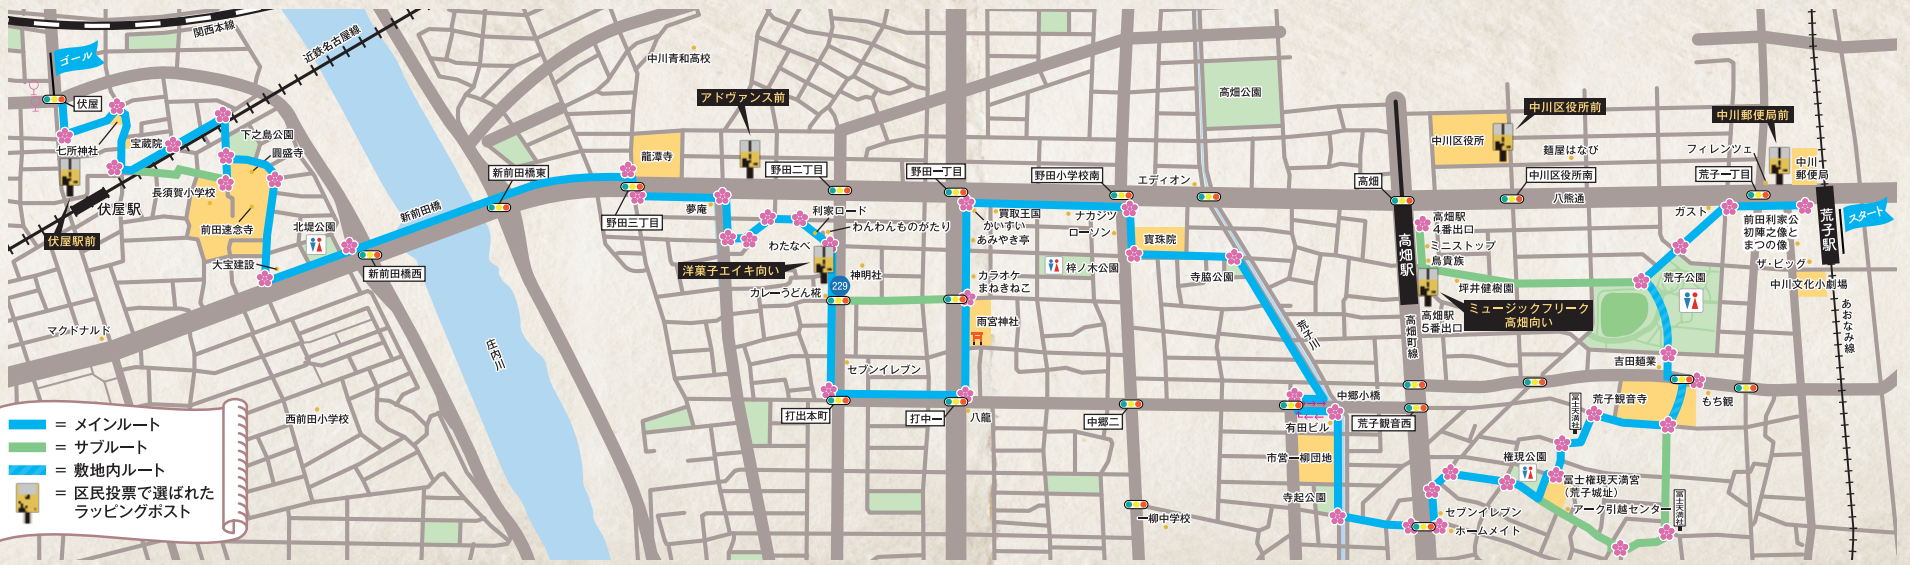 関西本線
近鉄名古屋線
ゴール
伏屋
七所神社
宝蔵院
下之島公園
圓盛寺
長須賀小学校
伏屋駅
伏屋駅前
前田速念寺
北堤公園
大宝建設
新前田橋
新前田橋西
新前田橋東
マクドナルド
西前田小学校
庄内川
中川青和高校
アドヴァンス前
龍潭寺
野田三丁目
野田二丁目
夢庵
利家ロード
わんわんものがたり
わたなべ
洋菓子エイキ向い
神明社
カレーうどん椛
229
セブンイレブン
打出本町
打中一
八龍
野田一丁目
買取王国
かいすい
あみやき亭
カラオケ
まねきねこ
雨宮神社
野田小学校南
ナカジツ
ローソン
エディオン
寳珠院
梓ノ木公園
寺脇公園
高畑公園
荒子川
中郷二
一柳中学校
中郷小橋
有田ビル
市営一柳団地
寺起公園
荒子観音西
高畑
高畑駅
高畑駅
4番出口
ミニストップ
鳥貴族
坪井健樹園
ミュージックフリーク
高畑向い
高畑駅
5番出口
高畑町線
中川区役所
中川区役所前
麺屋はなび
中川区役所南
八熊通
中川郵便局前
フィレンツェ
中川
郵便局
荒子一丁目
ガスト
前田利家公
初陣之像と
まつの像
荒子駅
スタート
ザ・ビッグ
中川文化小劇場
あおなみ線
荒子公園
吉田麺業
荒子観音寺
もち観
冨士天満社
権現公園
冨士権現天満宮
(荒子城址)
アーク引越センター
冨士天満社
セブンイレブン
ホームメイト
= メインルート
= サブルート
= 敷地内ルート
= 区民投票で選ばれた
ラッピングポスト